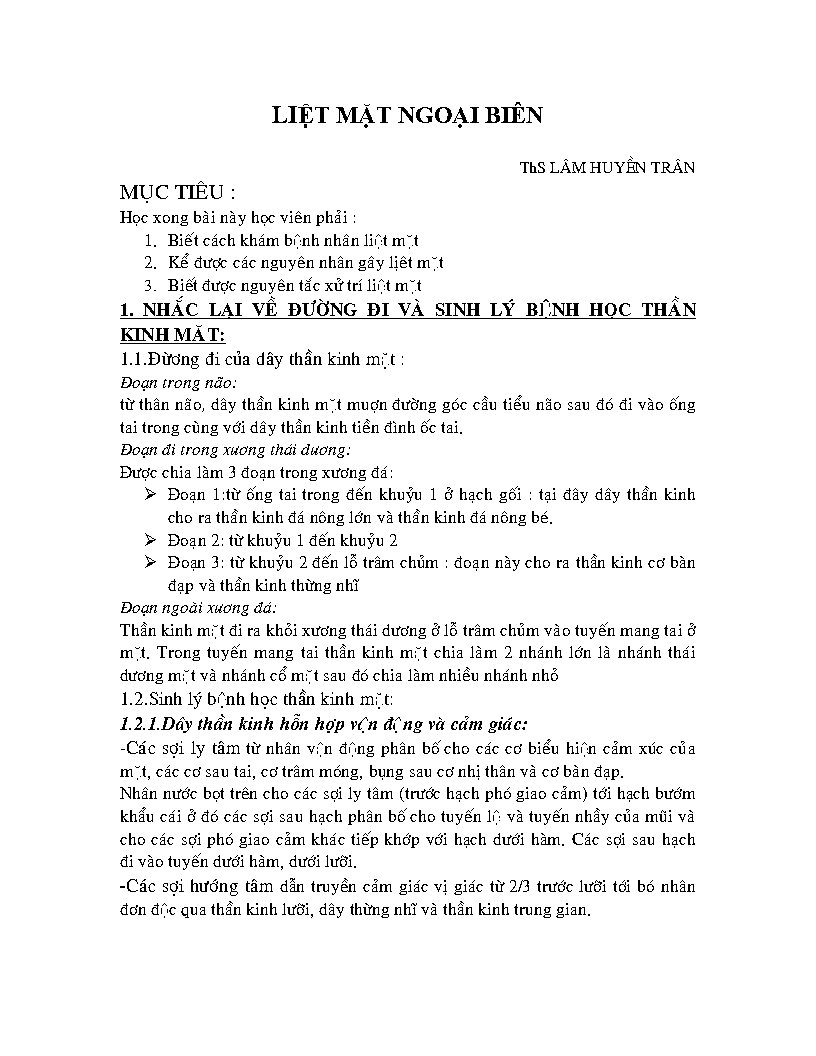 LIỆT MẶT NGOẠI BIÊN
ThS LÂM HUYỀN TRÂN
MỤC TIÊU :
Học xong bài này học viên phải :
1. Biết cách khám bệnh nhân liệt mặt
2. Kể được các nguyên nhân gây lịêt mặt
3. Biết được nguyên tắc xử trí liệt mặt
1. NHẮC LẠI VỀ ĐƯỜNG ĐI VÀ SINH LÝ BỆNH HỌC THẦN
KINH MĂT:
1.1.Đừơng đi của dây thần kinh mặt :
Đoạn trong não:
từ thân não, dây thần kinh mặt muợn đường góc cầu tiểu não sau đó đi vào ống
tai trong cùng với dây thần kinh tiền đình ốc tai.
Đoạn đi trong xương thái dương:
Được chia làm 3 đoạn trong xương đá:
➢ Đoạn 1:từ ống tai trong đến khuỷu 1 ở hạch gối : tại đây dây thần kinh
cho ra thần kinh đá nông lớn và thần kinh đá nông bé.
➢ Đoạn 2: từ khuỷu 1 đến khuỷu 2
➢ Đoạn 3: từ khuỷu 2 đến lỗ trâm chủm : đoạn này cho ra thần kinh cơ bàn
đạp và thần kinh thừng nhĩ
Đoạn ngoài xương đá:
Thần kinh mặt đi ra khỏi xương thái dương ở lỗ trâm chủm vào tuyến mang tai ở
mặt. Trong tuyến mang tai thần kinh mặt chia làm 2 nhánh lớn là nhánh thái
dương mặt và nhánh cổ mặt sau đó chia làm nhiều nhánh nhỏ
1.2.Sinh lý bệnh học thần kinh mặt:
1.2.1.Dây thần kinh hỗn hợp vận động và cảm giác:
-Các sợi ly tâm từ nhân vận động phân bố cho các cơ biểu hiện cảm xúc của
mặt, các cơ sau tai, cơ trâm móng, bụng sau cơ nhị thân và cơ bàn đạp.
Nhân nước bọt trên cho các sợi ly tâm (trước hạch phó giao cảm) tới hạch bướm
khẩu cái ở đó các sợi sau hạch phân bố cho tuyến lệ và tuyến nhầy của mũi và
cho các sợi phó giao cảm khác tiếp khớp với hạch dưới hàm. Các sợi sau hạch
đi vào tuyến dưới hàm, dưới lưỡi.
-Các sợi hướng tâm dẫn truyền cảm giác vị giác từ 2/3 trước lưỡi tới bó nhân
đơn độc qua thần kinh lưỡi, dây thừng nhĩ và thần kinh trung gian.